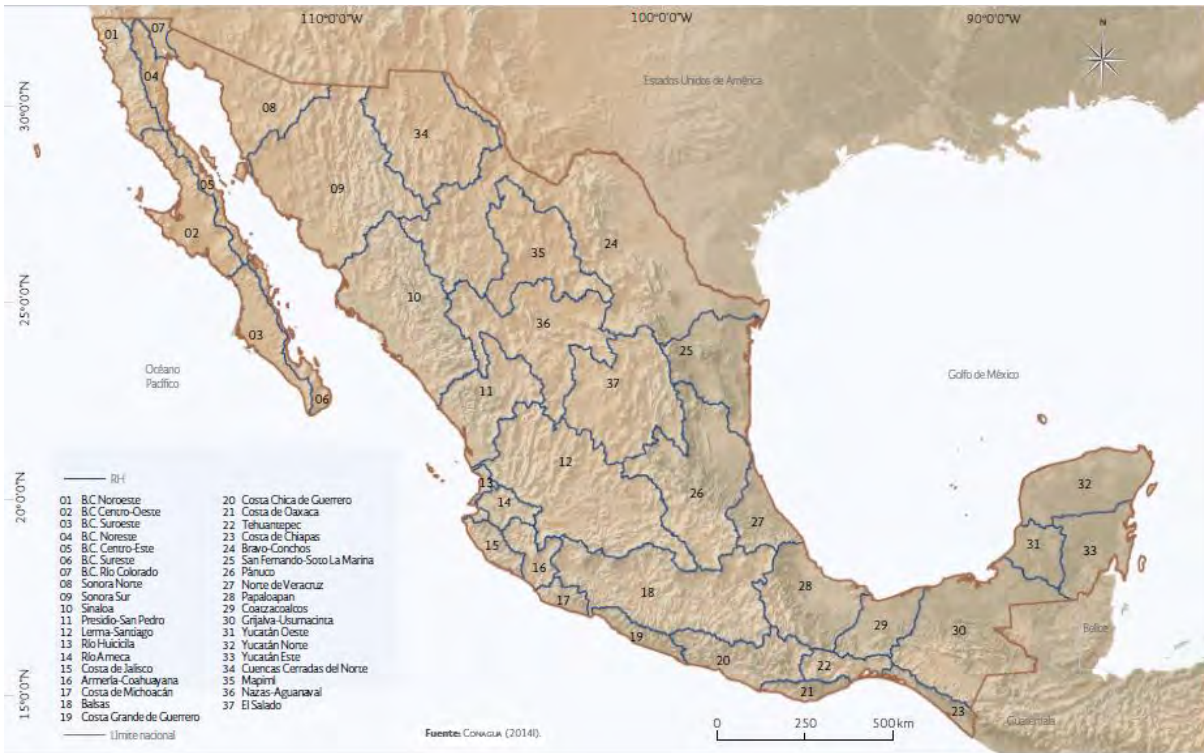 110°0'0"W
100°0'0"W
90°0'0"W
N
30°0'0"N
25°0'0"N
20°0'0"N
15°0'0"N
01
07
04
08
34
09
05
02
35
24
10
36
03
25
37
11
06
12
13
26
14
27
15
16
18
28
17
19
20
22
29
21
30
23
31
32
33
Estados Unidos de América
Océano
Pacífico
Golfo de México
Belice
Guatemala
RH
01 B.C Noroeste
02 B.C Centro-Oeste
03 B.C. Suroeste
04 B.C. Noreste
05 B.C. Centro-Este
06 B.C. Sureste
07 B.C. Río Colorado
08 Sonora Norte
09 Sonora Sur
10 Sinaloa
11 Presidio-San Pedro
12 Lerma-Santiago
13 Río Huicicila
14 Río Ameca
15 Costa de Jalisco
16 Armería-Coahuayana
17 Costa de Michoacán
18 Balsas
19 Costa Grande de Guerrero
Límite nacional
20 Costa Chica de Guerrero
21 Costa de Oaxaca
22 Tehuantepec
23 Costa de Chiapas
24 Bravo-Conchos
25 San Fernando-Soto La Marina
26 Pánuco
27 Norte de Veracruz
28 Papaloapan
29 Coatzacoalcos
30 Grijalva-Usumacinta
31 Yucatán Oeste
32 Yucatán Norte
33 Yucatán Este
34 Cuencas Cerradas del Norte
35 Mapimí
36 Nazas-Aguanaval
37 El Salado
Fuente: CONAGUA (2014l).
0 250 500 km